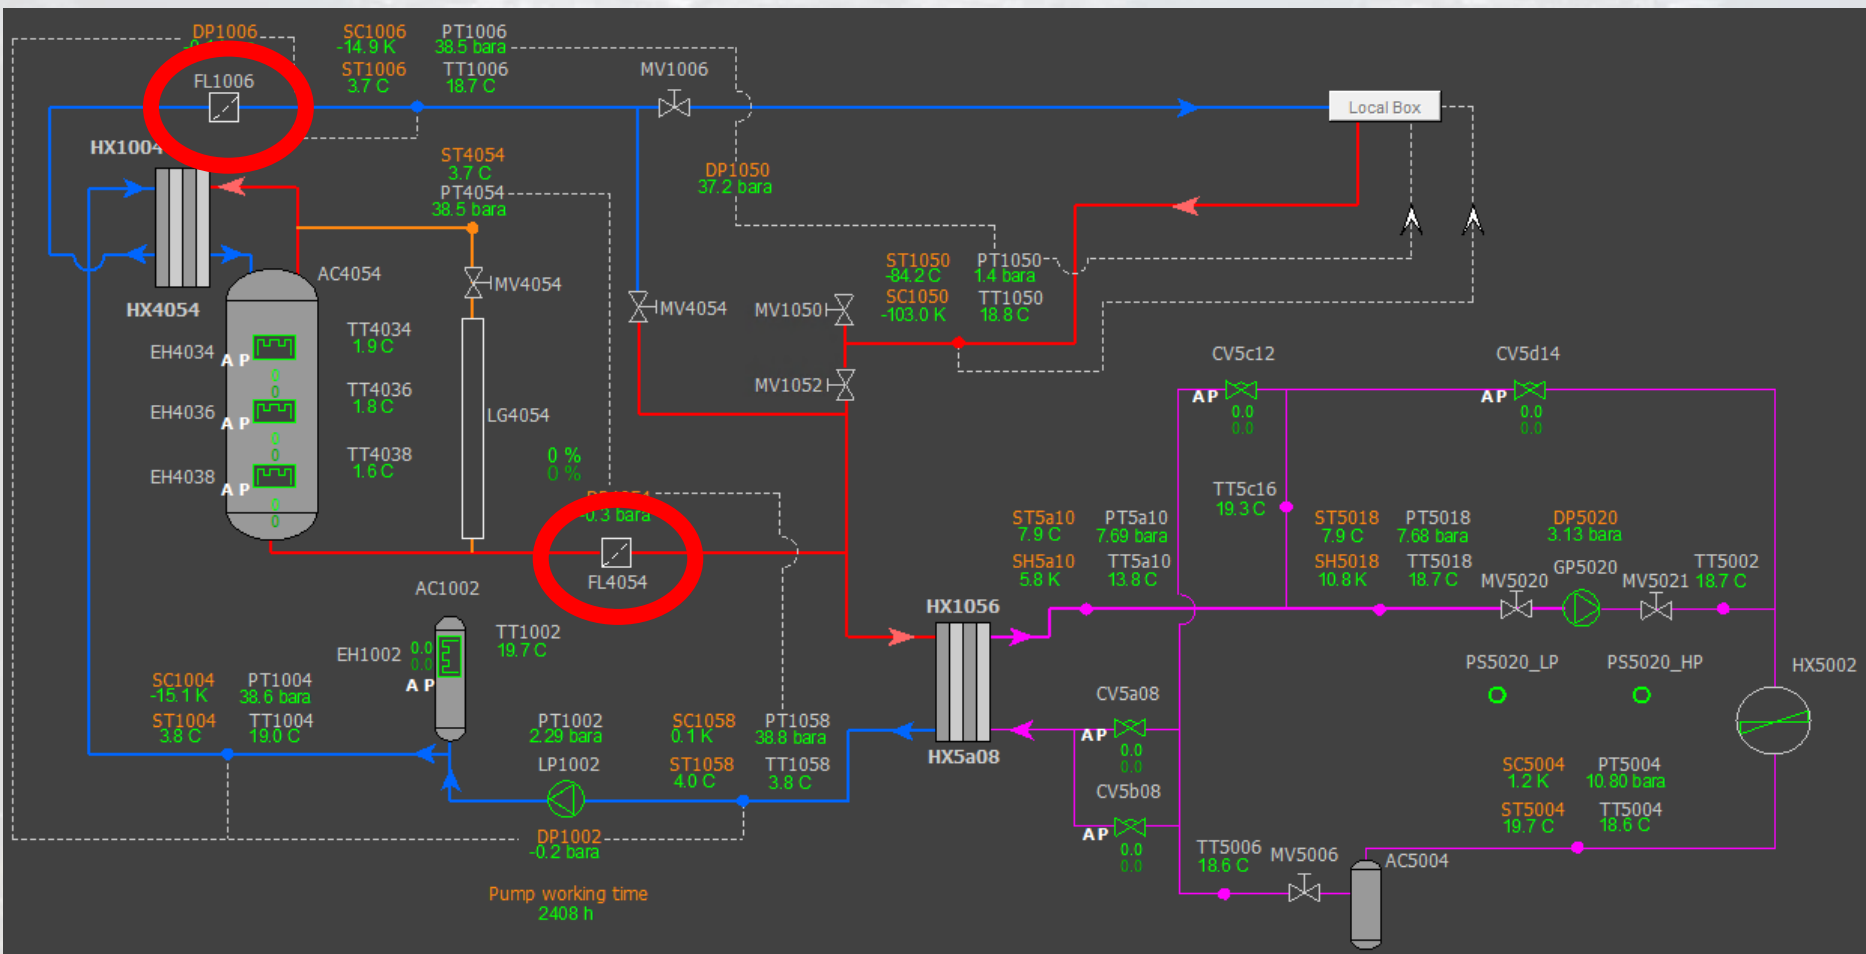 DP1006
SC1006 PT1006
-14.9 K 38.5 bara
ST1006 TT1006
3.7 C 18.7 C
FL1006
MV1006
Local Box
HX1004
ST4054
3.7 C
PT4054
38.5 bara
DP1050
37.2 bara
AC4054
HX4054
MV4054
MV4054
ST1050 PT1050
-84.2 C 1.4 bara
SC1050 TT1050
-103.0 K 18.8 C
MV1050
MV1052
EH4034
A P
0
0
TT4034
1.9 C
EH4036
A P
0
0
TT4036
1.8 C
EH4038
A P
0
0
TT4038
1.6 C
LG4054
0 %
0 %
-0.3 bara
FL4054
CV5c12
AP
0.0
0.0
CV5d14
AP
0.0
0.0
TT5c16
19.3 C
ST5a10 PT5a10
7.9 C 7.69 bara
SH5a10 TT5a10
5.8 K 13.8 C
ST5018 PT5018
7.9 C 7.68 bara
SH5018 TT5018
10.8 K 18.7 C
DP5020
3.13 bara
GP5020
MV5020
MV5021
TT5002
18.7 C
AC1002
EH1002
0.0
0.0
A P
TT1002
19.7 C
HX1056
HX5a08
PS5020_LP
PS5020_HP
HX5002
SC1004 PT1004
-15.1 K 38.6 bara
ST1004 TT1004
3.8 C 19.0 C
PT1002
2.29 bara
LP1002
SC1058 PT1058
0.1 K 38.8 bara
ST1058 TT1058
4.0 C 3.8 C
DP1002
-0.2 bara
CV5a08
AP
0.0
0.0
CV5b08
AP
0.0
0.0
SC5004 PT5004
1.2 K 10.80 bara
ST5004 TT5004
19.7 C 18.6 C
TT5006
18.6 C
MV5006
AC5004
Pump working time
2408 h